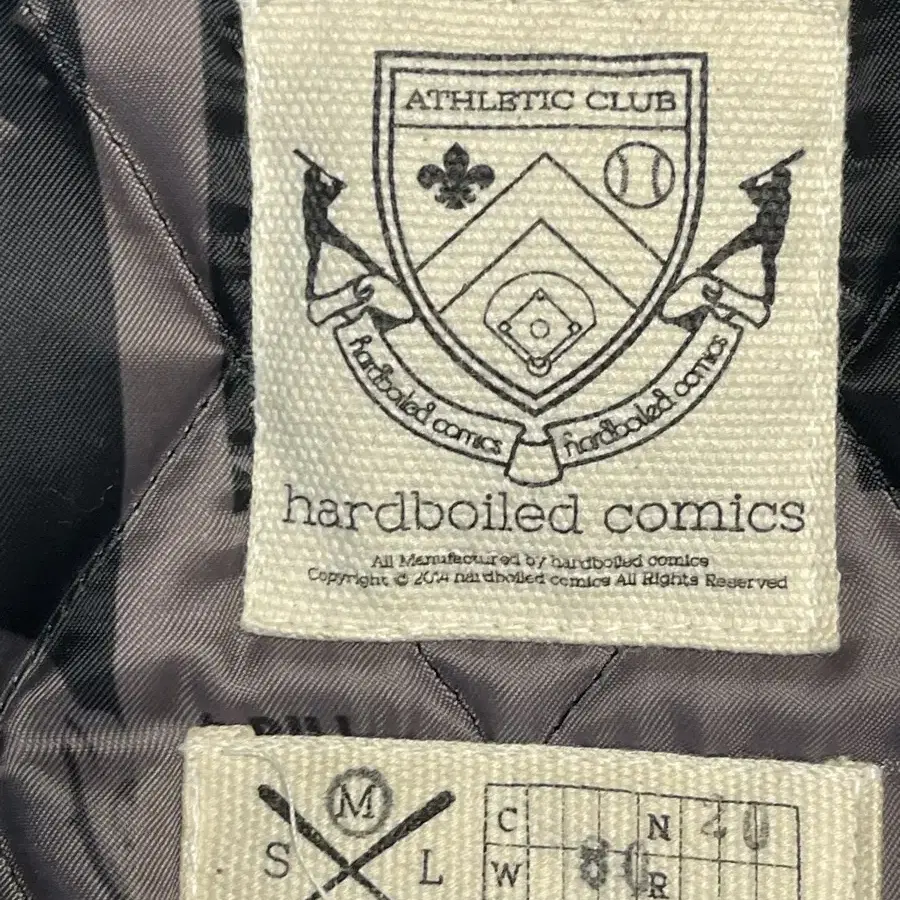 ATHLETIC CLUB
hardboiled comics hardboiled comics
hardboiled comics
All Manufactured by hardboiled comics
Copyright © 2014 hardboiled comics All Rights Reserved
M
S L
C N 40
W R